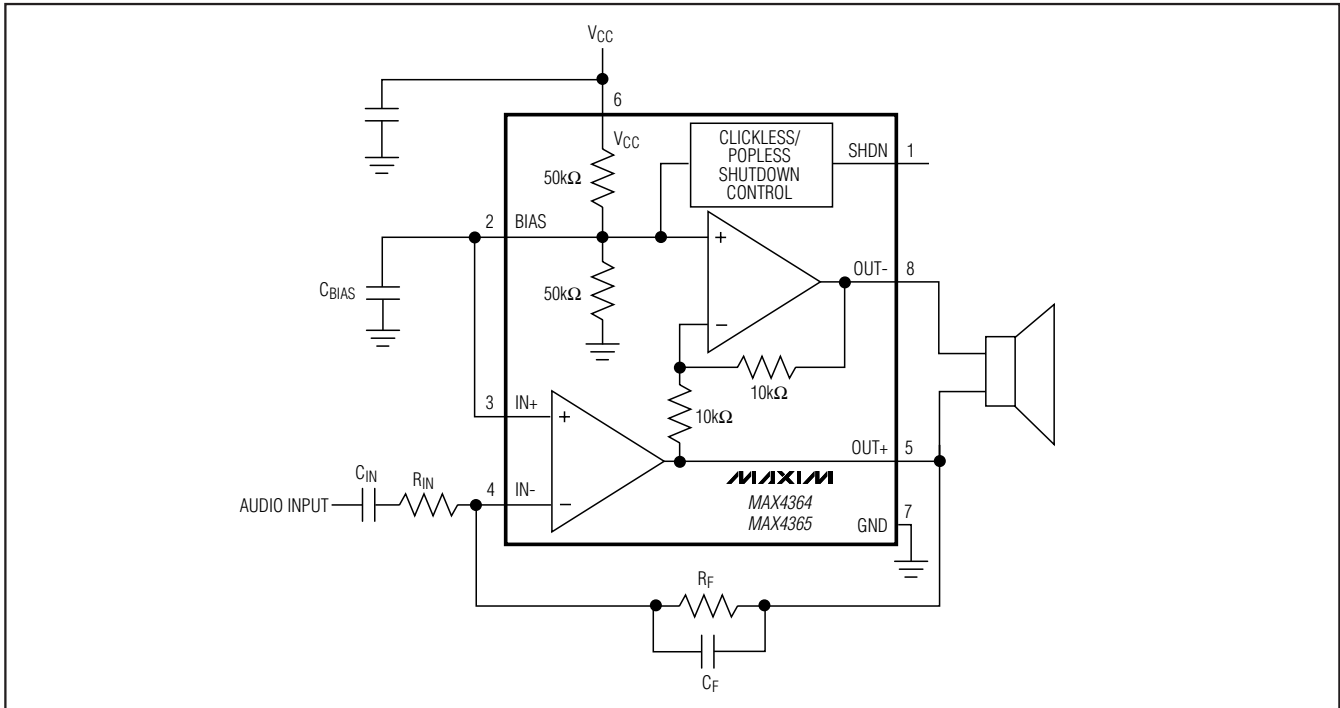 VCC
6
VCC
CLICKLESS/
POPLESS
SHUTDOWN
CONTROL
SHDN 1
50kΩ
2 BIAS
+
OUT- 8
CBIAS
50kΩ
−
10kΩ
10kΩ
3 IN+
+
OUT+ 5
CIN
RIN
MAXIM
AUDIO INPUT
4 IN-
−
MAX4364
MAX4365
7
GND
RF
CF